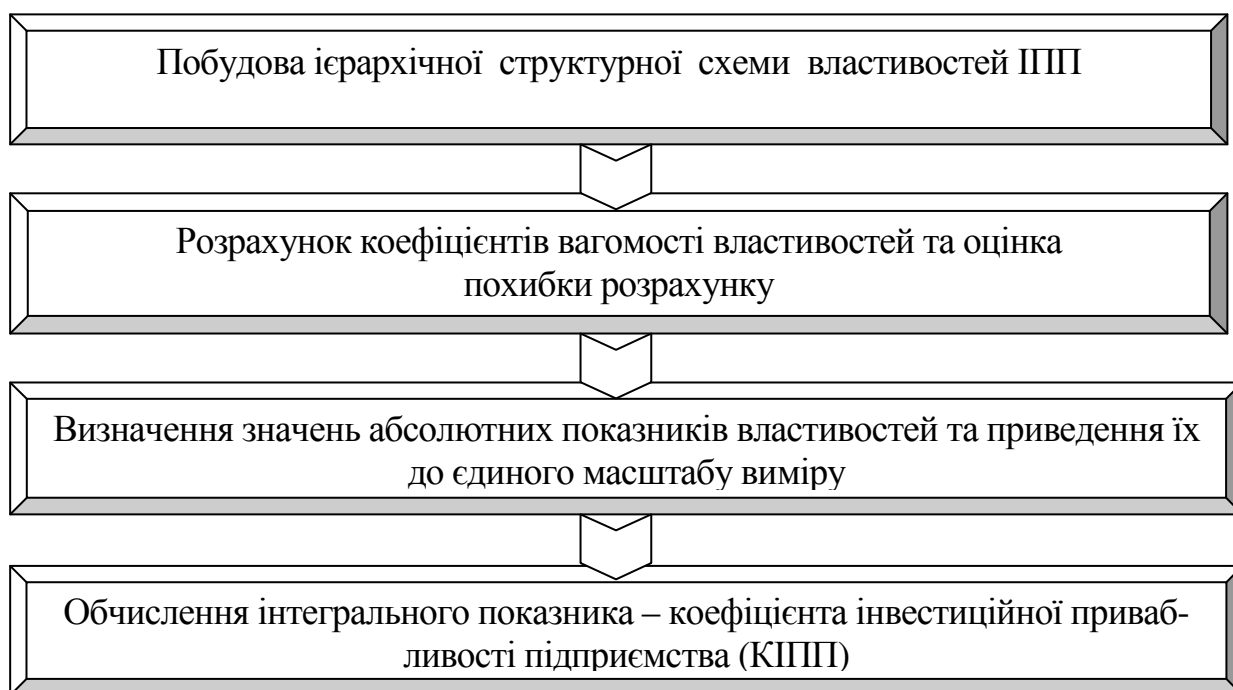 Побудова ієрархічної структурної схеми властивостей ІПП
Розрахунок коефіцієнтів вагомості властивостей та оцінка
похибки розрахунку
Визначення значень абсолютних показників властивостей та приведення їх
до єдиного масштабу виміру
Обчислення інтегрального показника – коефіцієнта інвестиційної приваб-
ливості підприємства (КІПП)